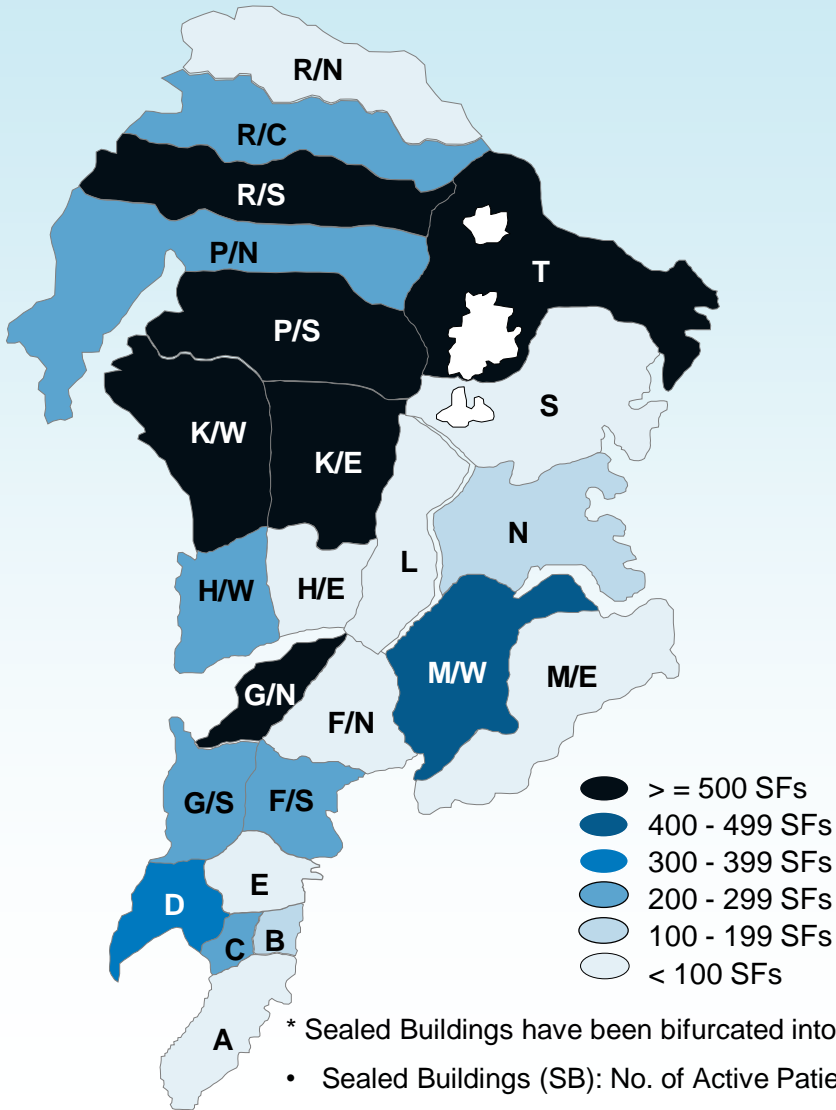 R/N
R/C
R/S
P/N
T
P/S
S
K/W
K/E
N
L
H/W
H/E
M/W
M/E
G/N
F/N
G/S
F/S
E
D
C
B
A
> = 500 SFs
400 - 499 SFs
300 - 399 SFs
200 - 299 SFs
100 - 199 SFs
< 100 SFs
* Sealed Buildings have been bifurcated into
• Sealed Buildings (SB): No. of Active Patie